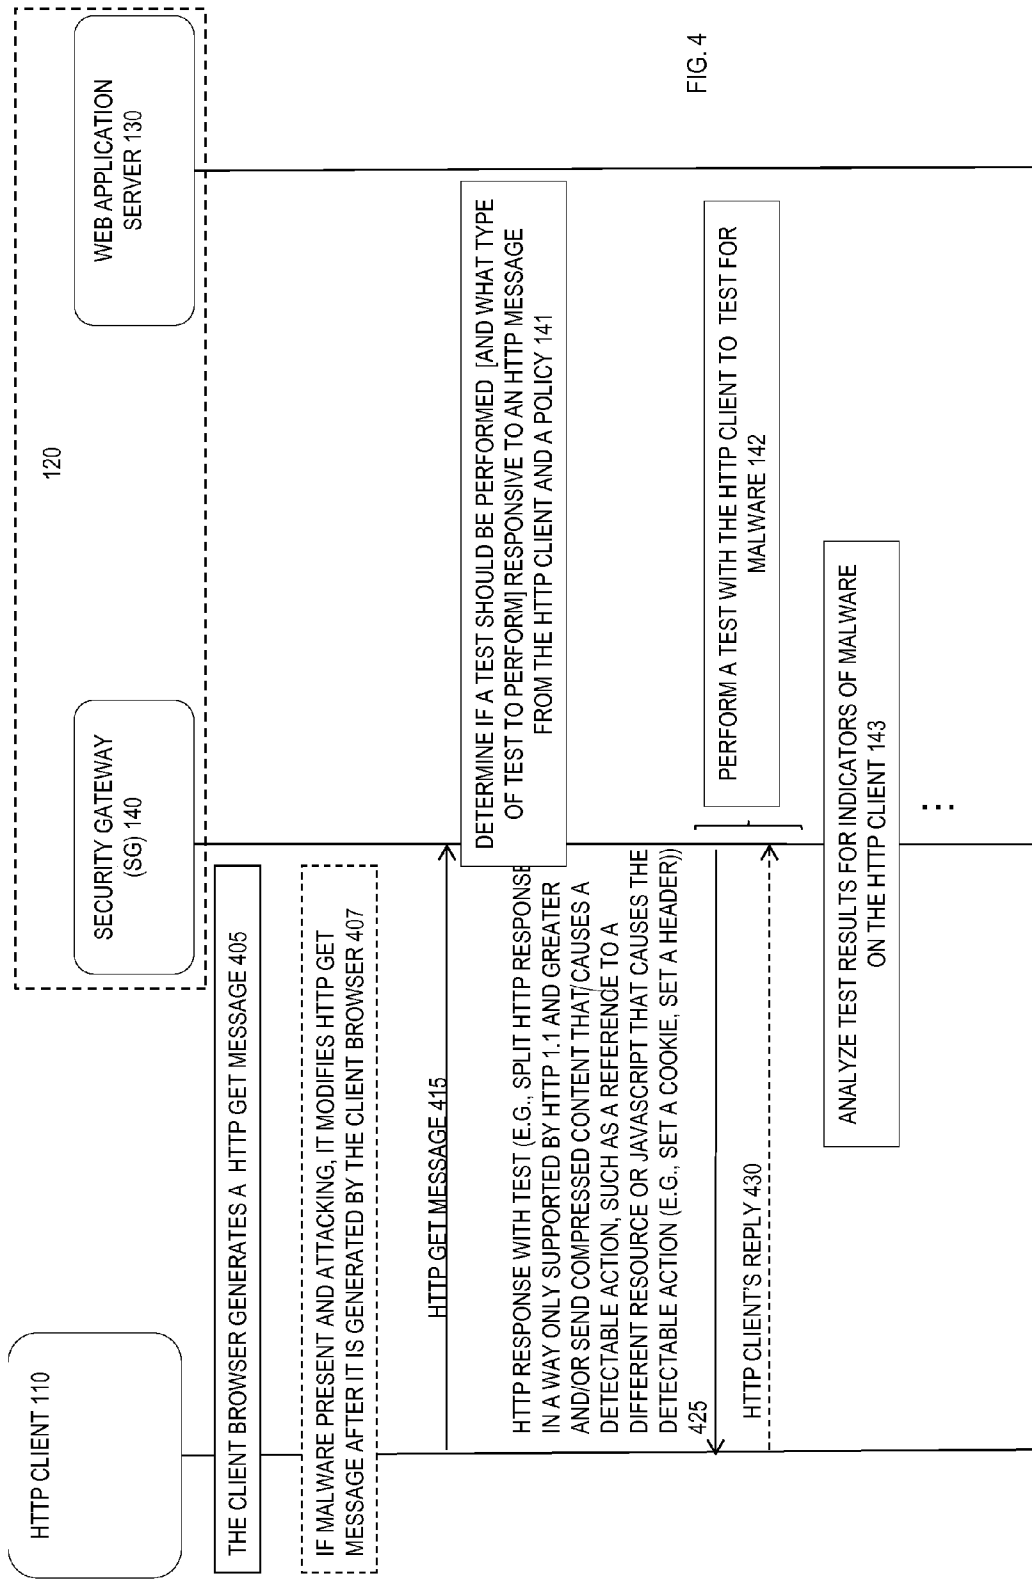 HTTP CLIENT 110
SECURITY GATEWAY
(SG) 140
120
WEB APPLICATION
SERVER 130
THE CLIENT BROWSER GENERATES A HTTP GET MESSAGE 405
IF MALWARE PRESENT AND ATTACKING, IT MODIFIES HTTP GET
MESSAGE AFTER IT IS GENERATED BY THE CLIENT BROWSER 407
HTTP GET MESSAGE 415
DETERMINE IF A TEST SHOULD BE PERFORMED [AND WHAT TYPE
OF TEST TO PERFORM] RESPONSIVE TO AN HTTP MESSAGE
FROM THE HTTP CLIENT AND A POLICY 141
HTTP RESPONSE WITH TEST (E.G., SPLIT HTTP RESPONSE
IN A WAY ONLY SUPPORTED BY HTTP 1.1 AND GREATER
AND/OR SEND COMPRESSED CONTENT THAT CAUSES A
DETECTABLE ACTION, SUCH AS A REFERENCE TO A
DIFFERENT RESOURCE OR JAVASCRIPT THAT CAUSES THE
DETECTABLE ACTION (E.G., SET A COOKIE, SET A HEADER))
425
PERFORM A TEST WITH THE HTTP CLIENT TO TEST FOR
MALWARE 142
HTTP CLIENT'S REPLY 430
ANALYZE TEST RESULTS FOR INDICATORS OF MALWARE
ON THE HTTP CLIENT 143
...
FIG. 4